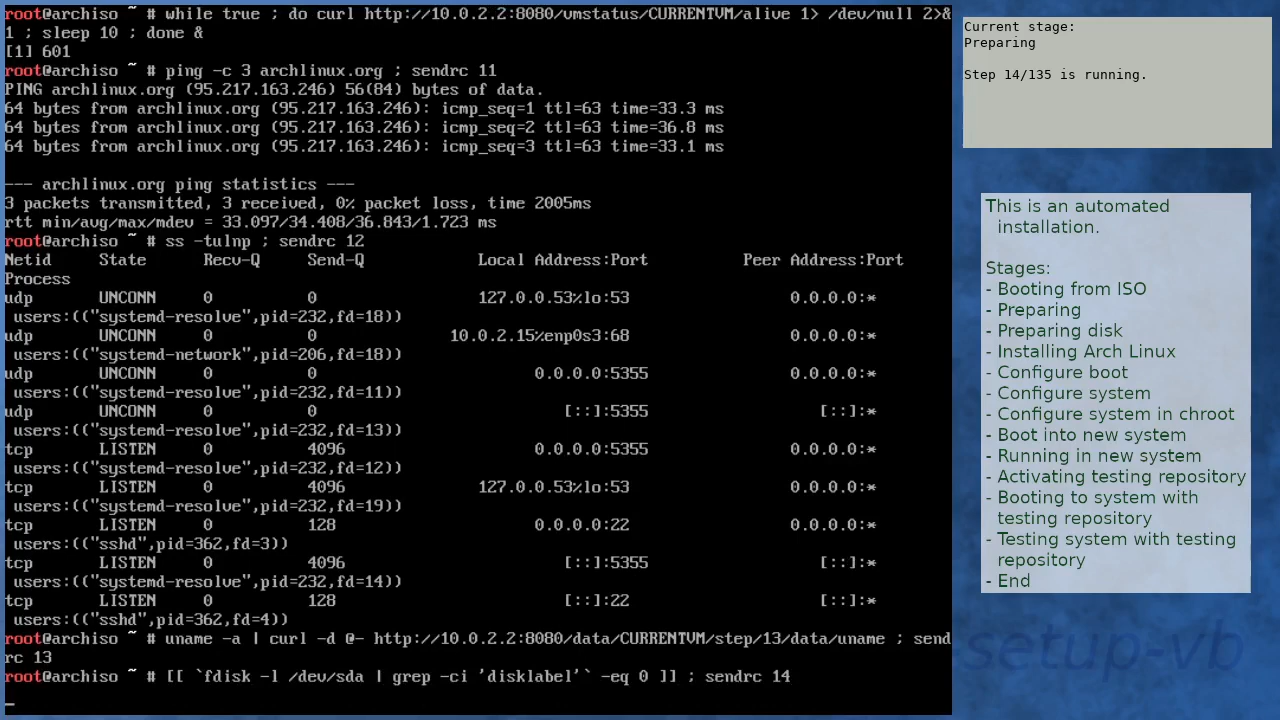 root@archiso ~ # while true ; do curl http://10.0.2.2:8080/vmstatus/CURRENTVM/alive 1> /dev/null 2>&
1 ; sleep 10 ; done &
[1] 601
root@archiso ~ # ping -c 3 archlinux.org ; sendrc 11
PING archlinux.org (95.217.163.246) 56(84) bytes of data.
64 bytes from archlinux.org (95.217.163.246): icmp_seq=1 ttl=63 time=33.3 ms
64 bytes from archlinux.org (95.217.163.246): icmp_seq=2 ttl=63 time=36.8 ms
64 bytes from archlinux.org (95.217.163.246): icmp_seq=3 ttl=63 time=33.1 ms
--- archlinux.org ping statistics ---
3 packets transmitted, 3 received, 0% packet loss, time 2005ms
rtt min/avg/max/mdev = 33.097/34.408/36.843/1.723 ms
root@archiso ~ # ss -tulnp ; sendrc 12
Netid State Recv-Q Send-Q Local Address:Port Peer Address:Port
Process
udp UNCONN 0 0 127.0.0.53%lo:53 0.0.0.0:*
users:(("systemd-resolve",pid=232,fd=18))
udp UNCONN 0 0 10.0.2.15%enp0s3:68 0.0.0.0:*
users:(("systemd-network",pid=206,fd=18))
udp UNCONN 0 0 0.0.0.0:5355 0.0.0.0:*
users:(("systemd-resolve",pid=232,fd=11))
udp UNCONN 0 0 [::]:5355 [::]:*
users:(("systemd-resolve",pid=232,fd=13))
tcp LISTEN 0 4096 0.0.0.0:5355 0.0.0.0:*
users:(("systemd-resolve",pid=232,fd=12))
tcp LISTEN 0 4096 127.0.0.53%lo:53 0.0.0.0:*
users:(("systemd-resolve",pid=232,fd=19))
tcp LISTEN 0 128 0.0.0.0:22 0.0.0.0:*
users:(("sshd",pid=362,fd=3))
tcp LISTEN 0 4096 [::]:5355 [::]:*
users:(("systemd-resolve",pid=232,fd=14))
tcp LISTEN 0 128 [::]:22 [::]:*
users:(("sshd",pid=362,fd=4))
root@archiso ~ # uname -a | curl -d @- http://10.0.2.2:8080/data/CURRENTVM/step/13/data/uname ; send
rc 13
root@archiso ~ # [[ `fdisk -l /dev/sda | grep -ci 'disklabel'` -eq 0 ]] ; sendrc 14
_
Current stage:
Preparing
Step 14/135 is running.
This is an automated
installation.
Stages:
- Booting from ISO
- Preparing
- Preparing disk
- Installing Arch Linux
- Configure boot
- Configure system
- Configure system in chroot
- Boot into new system
- Running in new system
- Activating testing repository
- Booting to system with
testing repository
- Testing system with testing
repository
- End
setup-vb